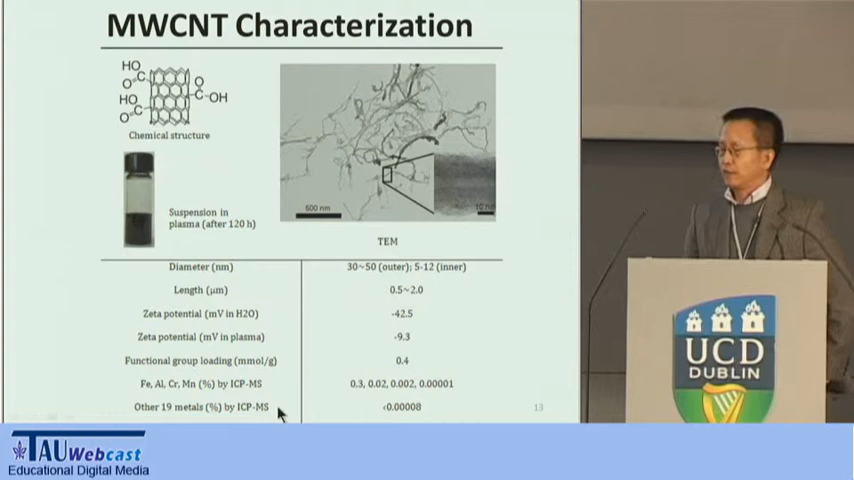 MWCNT Characterization
HO
O
C
O
C
OH
HO
O
C
Chemical structure
Suspension in
plasma (after 120 h)
500 nm
10 nm
TEM
Diameter (nm) 30~50 (outer); 5-12 (inner)
Length (μm) 0.5~2.0
Zeta potential (mV in H2O) -42.5
Zeta potential (mV in plasma) -9.3
Functional group loading (mmol/g) 0.4
Fe, Al, Cr, Mn (%) by ICP-MS 0.3, 0.02, 0.002, 0.00001
Other 19 metals (%) by ICP-MS <0.00008
13
UCD
DUBLIN
TAU Webcast
Educational Digital Media